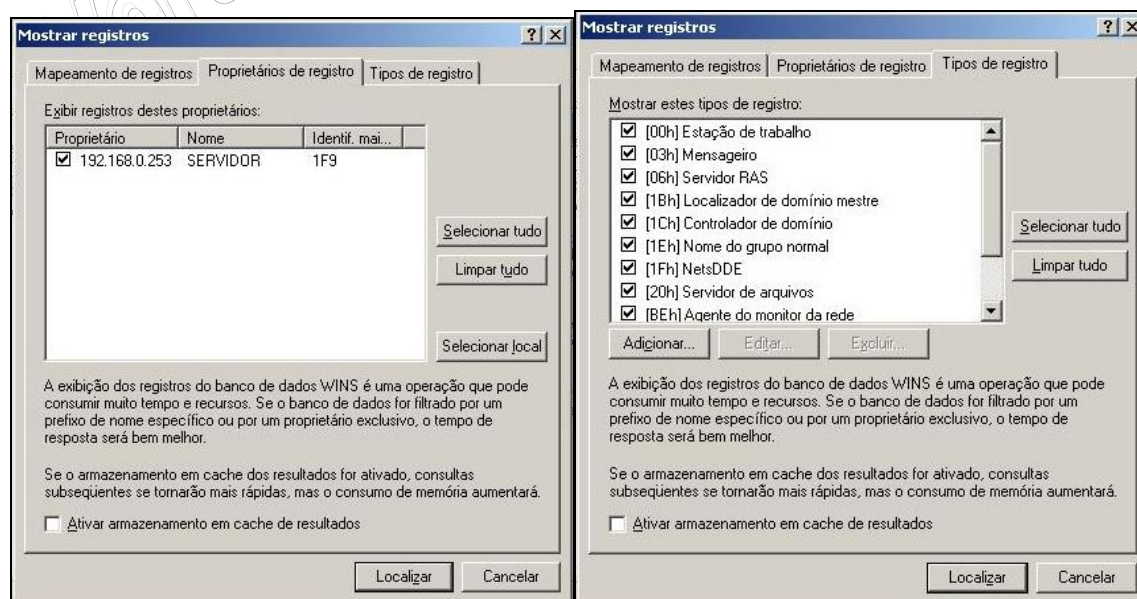 Mostrar registros
Mapeamento de registros
Proprietários de registro
Tipos de registro
Exibir registros destes proprietários:
Proprietário Nome Identif. mai...
192.168.0.253 SERVIDOR 1F9
Selecionar tudo
Limpar tudo
Selecionar local
A exibição dos registros do banco de dados WINS é uma operação que pode
consumir muito tempo e recursos. Se o banco de dados for filtrado por um
prefixo de nome específico ou por um proprietário exclusivo, o tempo de
resposta será bem melhor.
Se o armazenamento em cache dos resultados for ativado, consultas
subseqüentes se tornarão mais rápidas, mas o consumo de memória aumentará.
Ativar armazenamento em cache de resultados
Localizar
Cancelar
Mostrar registros
Mapeamento de registros
Proprietários de registro
Tipos de registro
Mostrar estes tipos de registro:
[00h] Estação de trabalho
[03h] Mensageiro
[06h] Servidor RAS
[1Bh] Localizador de domínio mestre
[1Ch] Controlador de domínio
[1Eh] Nome do grupo normal
[1Fh] NetsDDE
[20h] Servidor de arquivos
[BEh] Agente do monitor da rede
Selecionar tudo
Limpar tudo
Adicionar...
Editar...
Excluir...
A exibição dos registros do banco de dados WINS é uma operação que pode
consumir muito tempo e recursos. Se o banco de dados for filtrado por um
prefixo de nome específico ou por um proprietário exclusivo, o tempo de
resposta será bem melhor.
Se o armazenamento em cache dos resultados for ativado, consultas
subseqüentes se tornarão mais rápidas, mas o consumo de memória aumentará.
Ativar armazenamento em cache de resultados
Localizar
Cancelar